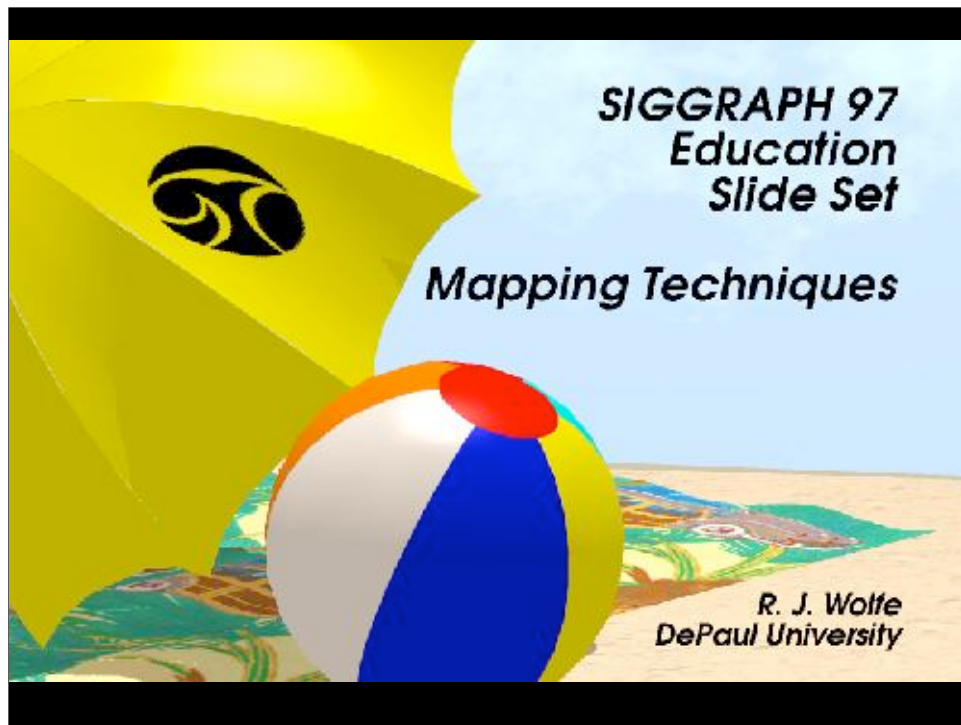 SIGGRAPH 97
Education
Slide Set
Mapping Techniques
R. J. Wolfe
DePaul University